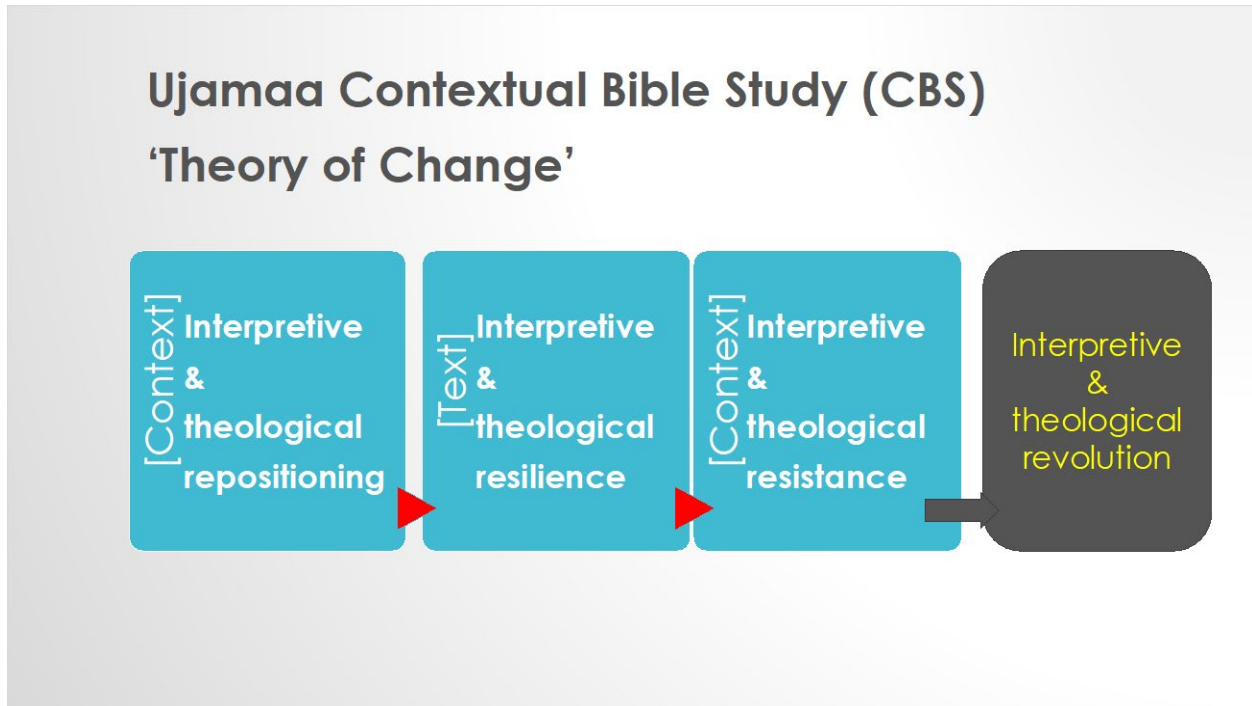 Ujamaa Contextual Bible Study (CBS)
‘Theory of Change’
[Context]
Interpretive
&
theological
repositioning
[Text]
Interpretive
&
theological
resilience
[Context]
Interpretive
&
theological
resistance
Interpretive
&
theological
revolution